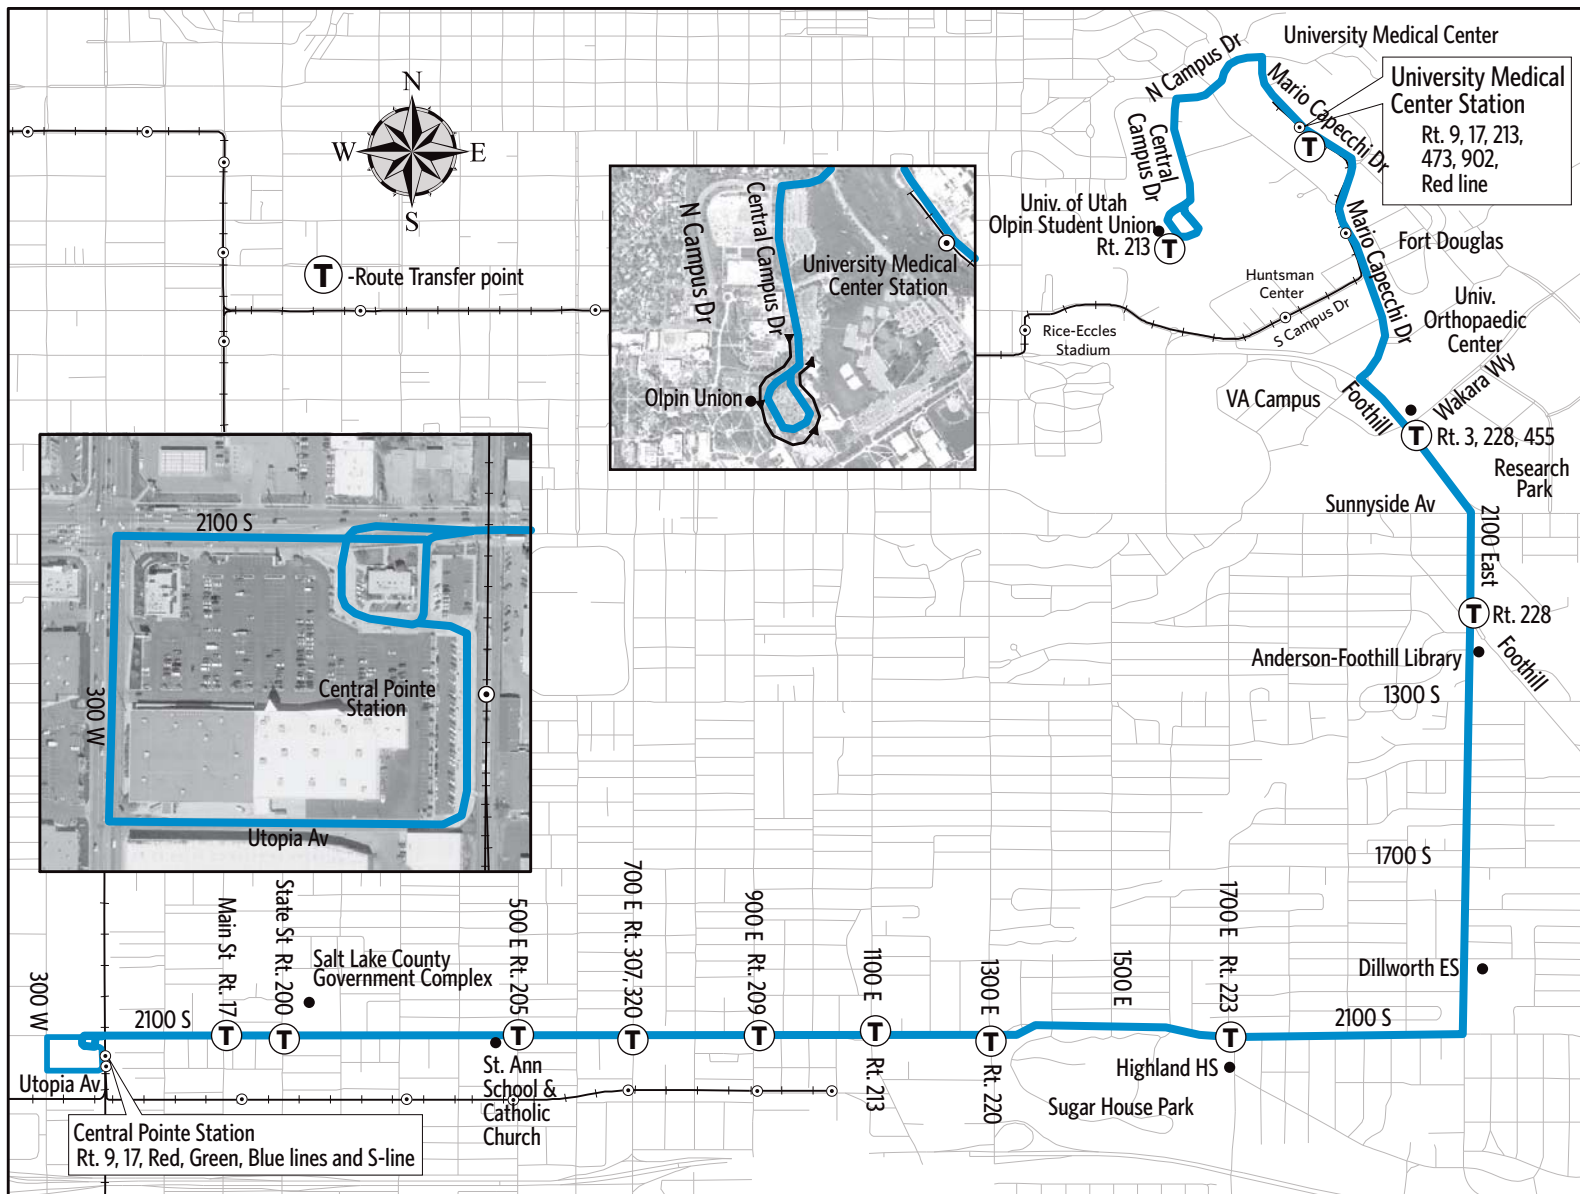 University Medical Center
N Campus Dr
Mario Capecchi Dr
University Medical
Center Station
Rt. 9, 17, 213,
473, 902,
Red line
Central
Campus Dr
Univ. of Utah
Olpin Student Union
Rt. 213
T
T
Mario Capecchi Dr
Fort Douglas
Huntsman
Center
S Campus Dr
Rice-Eccles
Stadium
Univ.
Orthopaedic
Center
VA Campus
Foothill
Wakara Wy
T
Rt. 3, 228, 455
Research
Park
Sunnyside Av
2100 East
T
Rt. 228
Anderson-Foothill Library
Foothill
1300 S
1700 S
Dillworth ES
2100 S
N
W
E
S
T
-Route Transfer point
N Campus Dr
Central Campus Dr
University Medical
Center Station
Olpin Union
2100 S
300 W
Central Pointe
Station
Utopia Av
300 W
2100 S
Utopia Av
Main St Rt. 17
T
State St Rt. 200
T
Salt Lake County
Government Complex
500 E Rt. 205
T
St. Ann
School &
Catholic
Church
700 E Rt. 307, 320
T
900 E Rt. 209
T
1100 E
T
Rt. 213
1300 E
T
Rt. 220
1500 E
1700 E Rt. 223
T
Highland HS
Sugar House Park
Central Pointe Station
Rt. 9, 17, Red, Green, Blue lines and S-line